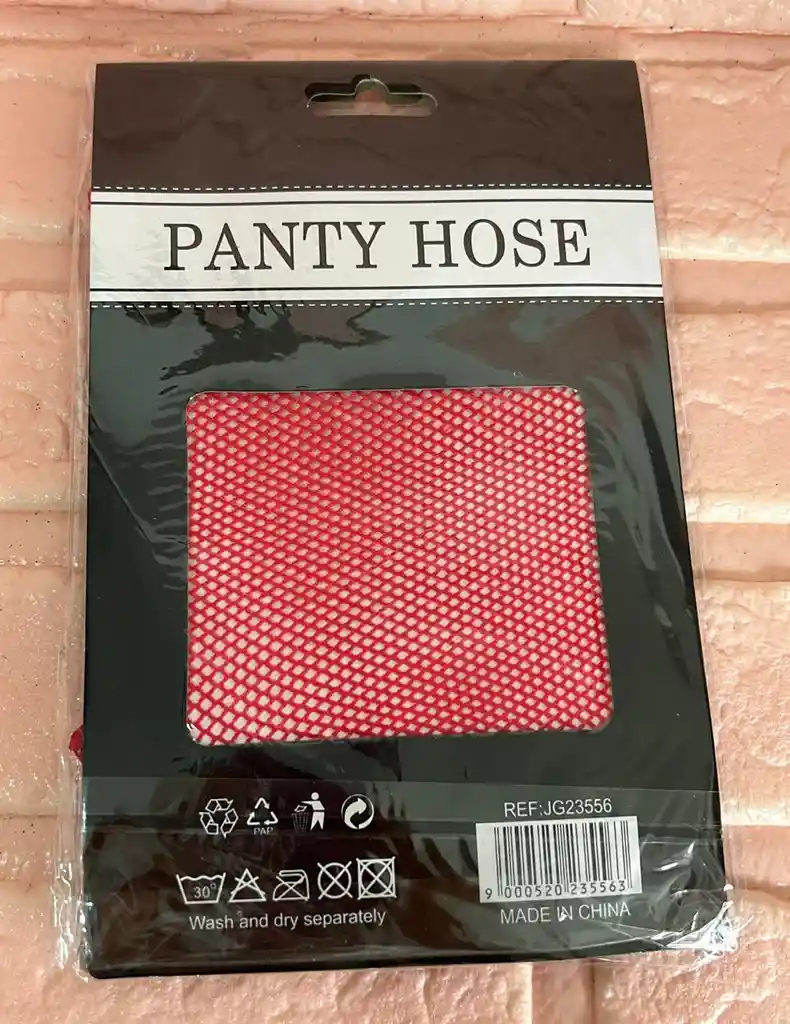 PANTY HOSE
PAP
REF:JG23556
30°
9 000520 235563
Wash and dry separately
MADE IN CHINA